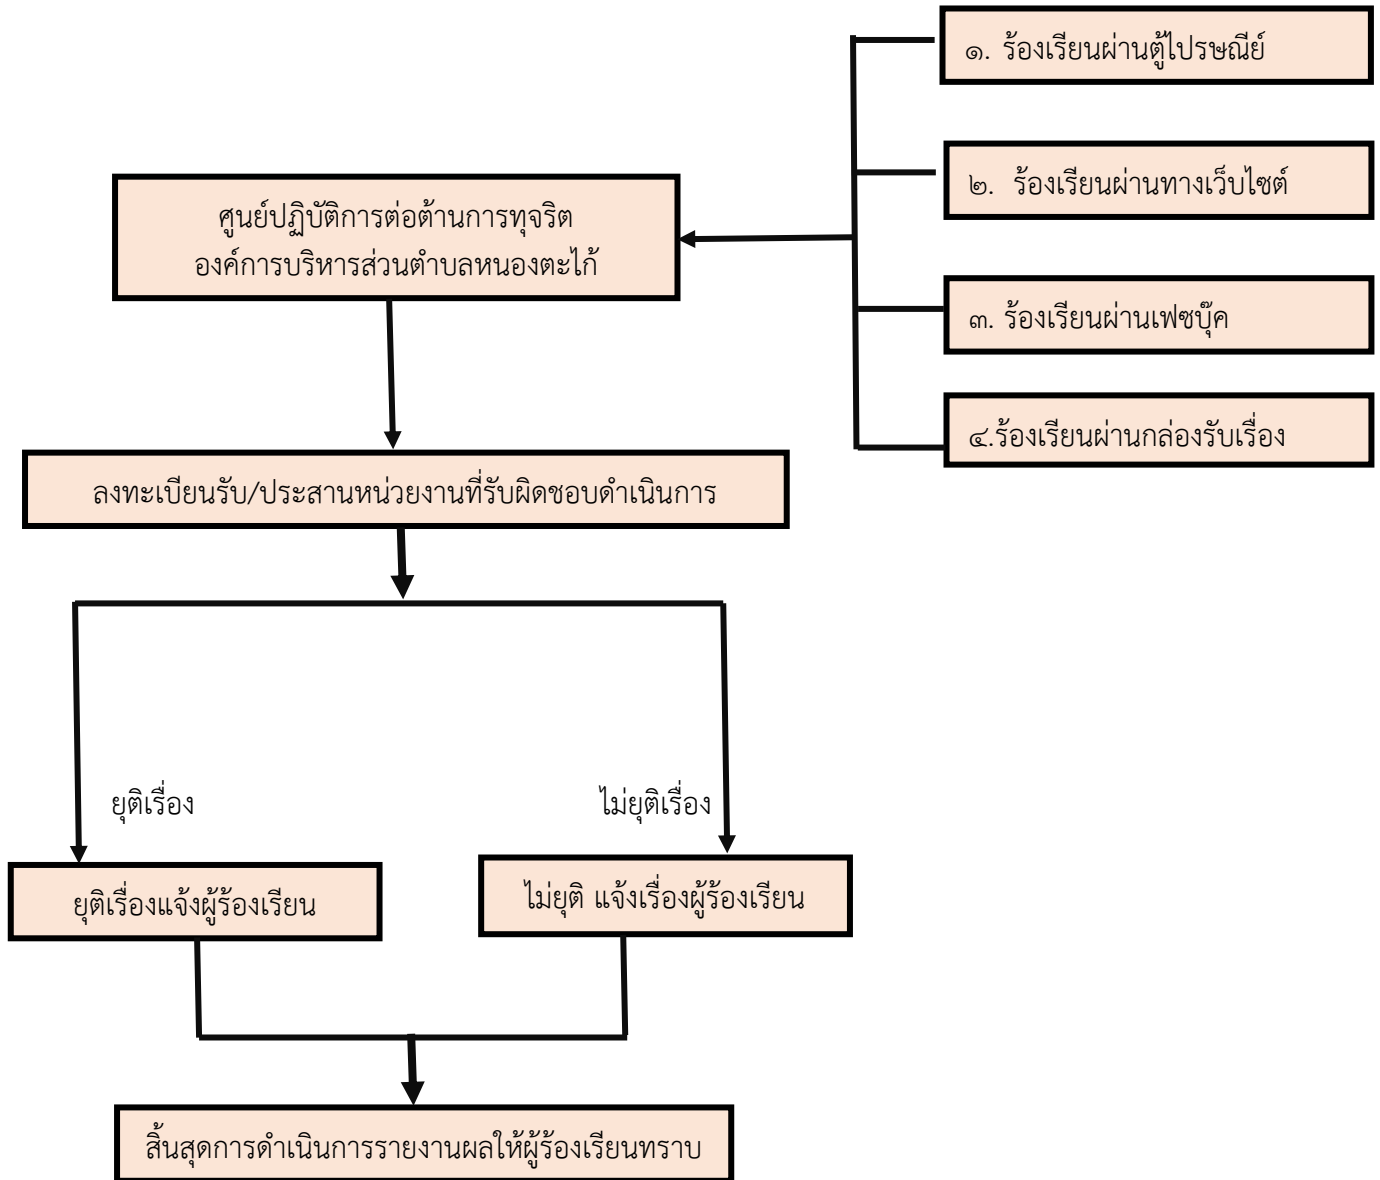 ๑. ร้องเรียนผ่านตู้ไปรษณีย์
๒. ร้องเรียนผ่านทางเว็บไซต์
ศูนย์ปฏิบัติการต่อต้านการทุจริต
องค์การบริหารส่วนตำบลหนองตะไก้
๓. ร้องเรียนผ่านเฟซบุ๊ค
๔.ร้องเรียนผ่านกล่องรับเรื่อง
ลงทะเบียนรับ/ประสานหน่วยงานที่รับผิดชอบดำเนินการ
ยุติเรื่อง
ไม่ยุติเรื่อง
ยุติเรื่องแจ้งผู้ร้องเรียน
ไม่ยุติ แจ้งเรื่องผู้ร้องเรียน
สิ้นสุดการดำเนินการรายงานผลให้ผู้ร้องเรียนทราบ